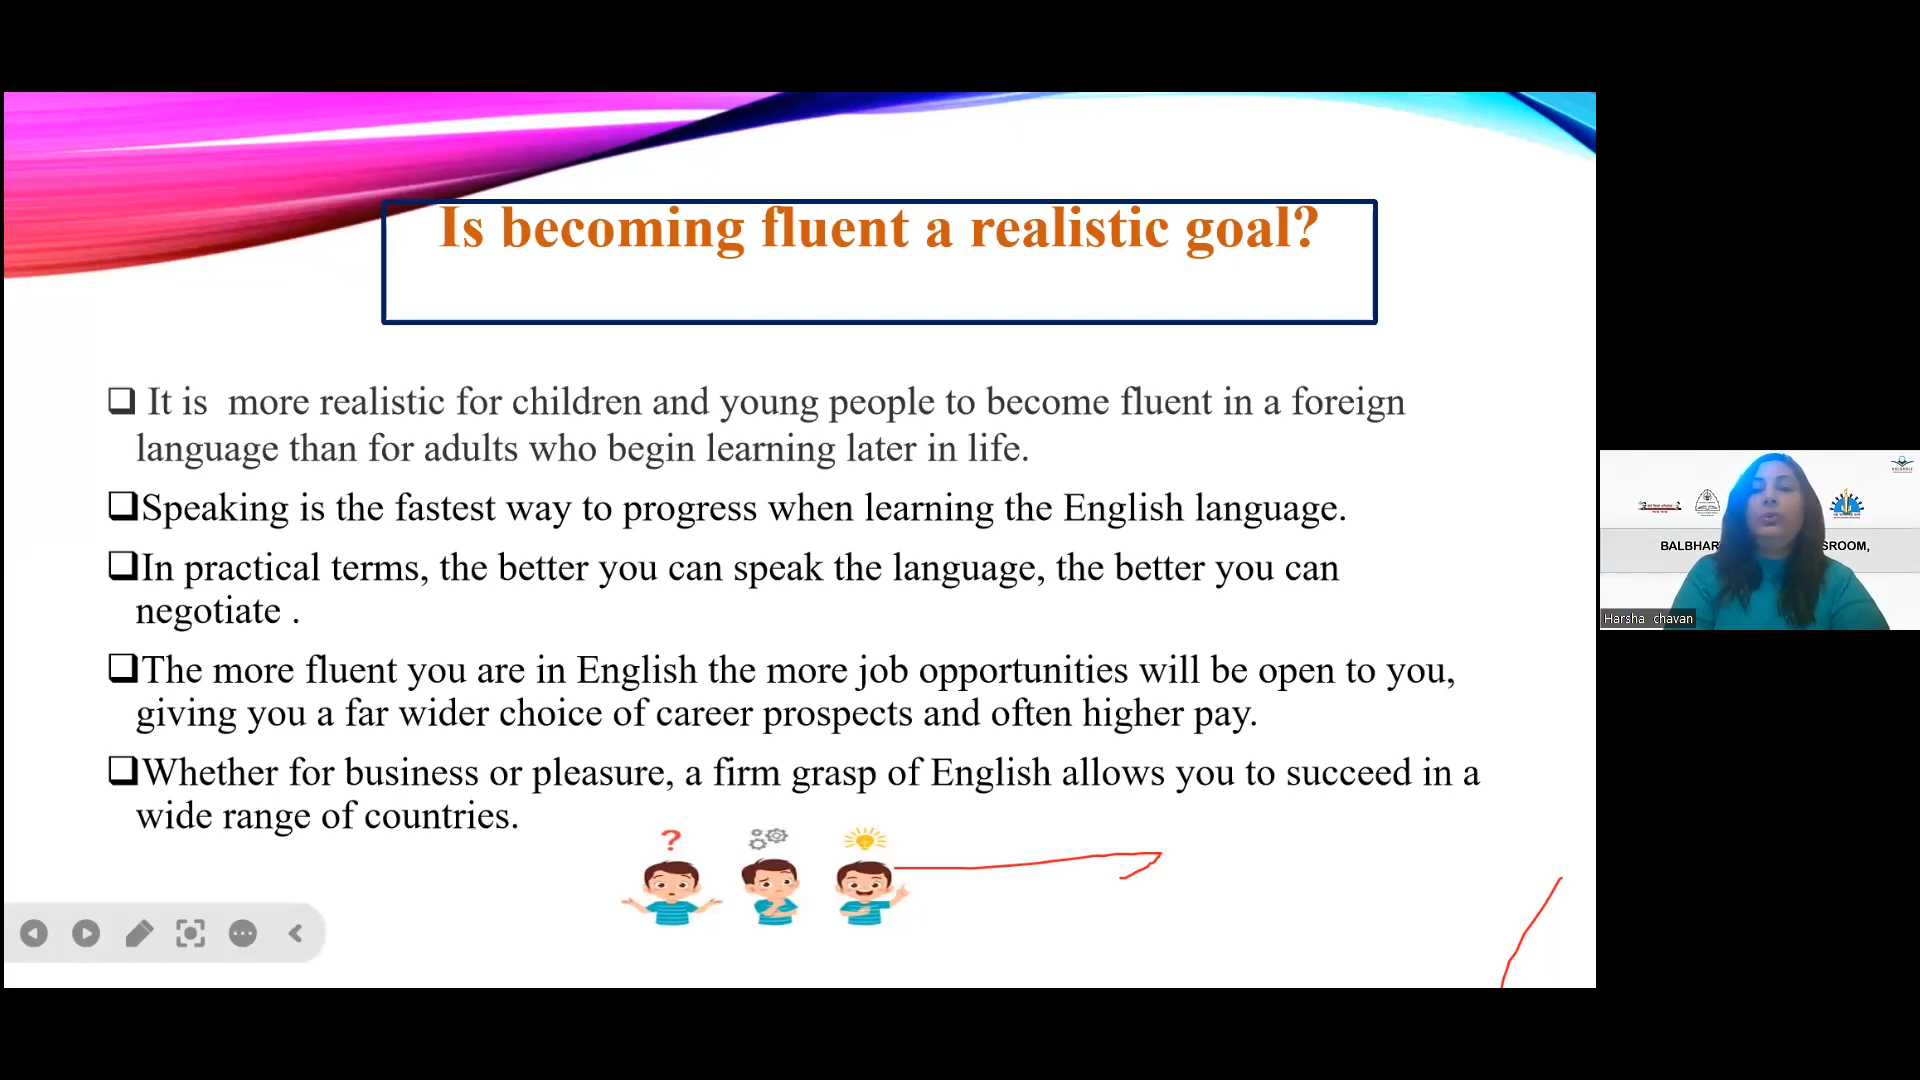 Is becoming fluent a realistic goal?
It is more realistic for children and young people to become fluent in a foreign
language than for adults who begin learning later in life.
Speaking is the fastest way to progress when learning the English language.
In practical terms, the better you can speak the language, the better you can
negotiate .
The more fluent you are in English the more job opportunities will be open to you,
giving you a far wider choice of career prospects and often higher pay.
Whether for business or pleasure, a firm grasp of English allows you to succeed in a
wide range of countries.
?
BALBHAR SROOM,
Harsha chavan